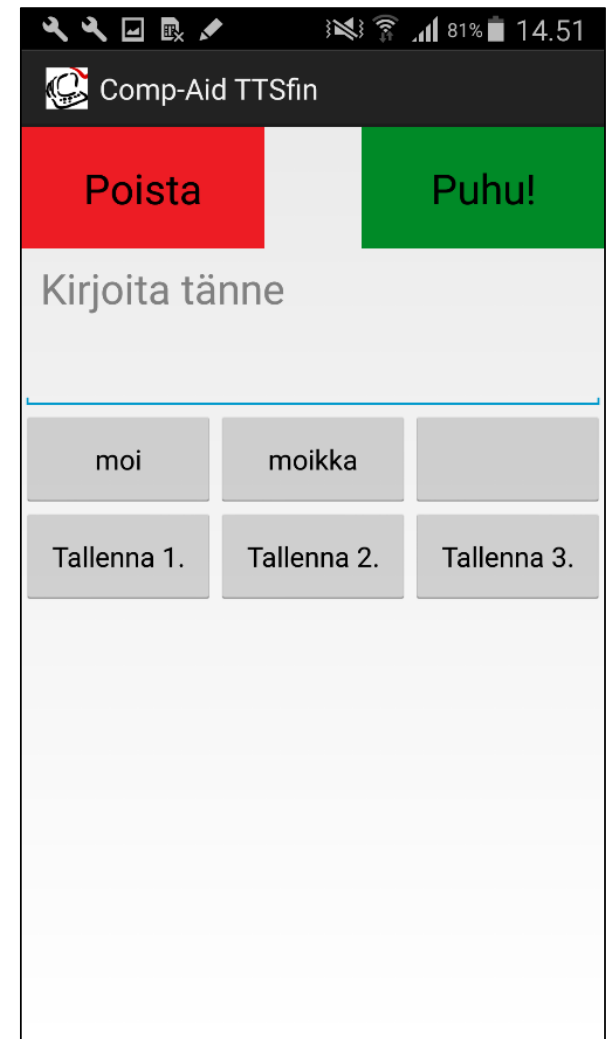 81% 14.51
Comp-Aid TTSfin
Poista Puhu!
Kirjoita tänne
moi moikka
Tallenna 1. Tallenna 2. Tallenna 3.